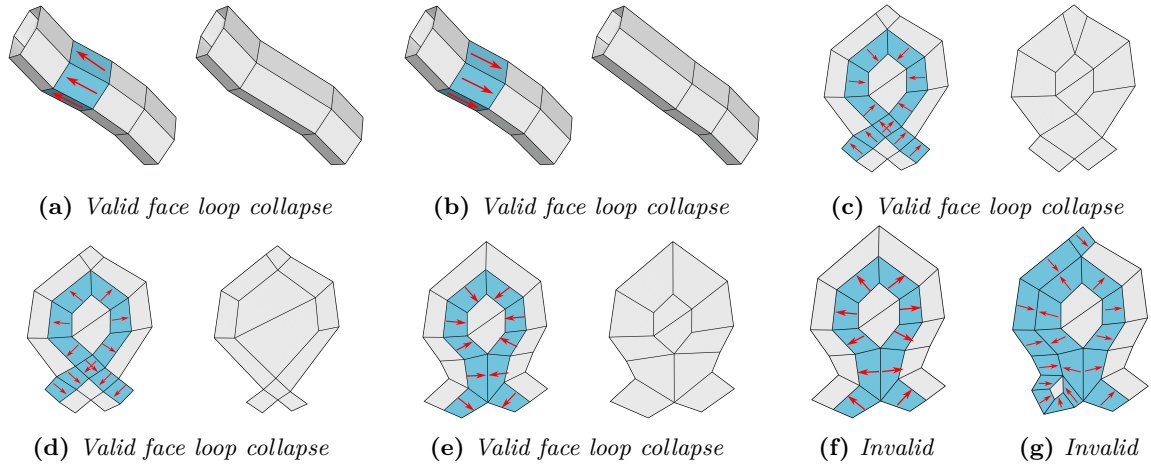 (a) Valid face loop collapse
(b) Valid face loop collapse
(c) Valid face loop collapse
(d) Valid face loop collapse
(e) Valid face loop collapse
(f) Invalid
(g) Invalid